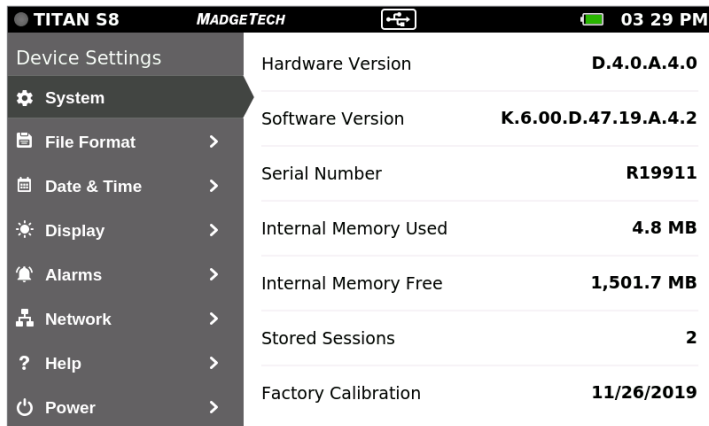 TITAN S8 MADGETECH 03 29 PM
Device Settings
System
File Format
Date & Time
Display
Alarms
Network
? Help
Power
Hardware Version D.4.0.A.4.0
Software Version K.6.00.D.47.19.A.4.2
Serial Number R19911
Internal Memory Used 4.8 MB
Internal Memory Free 1,501.7 MB
Stored Sessions 2
Factory Calibration 11/26/2019